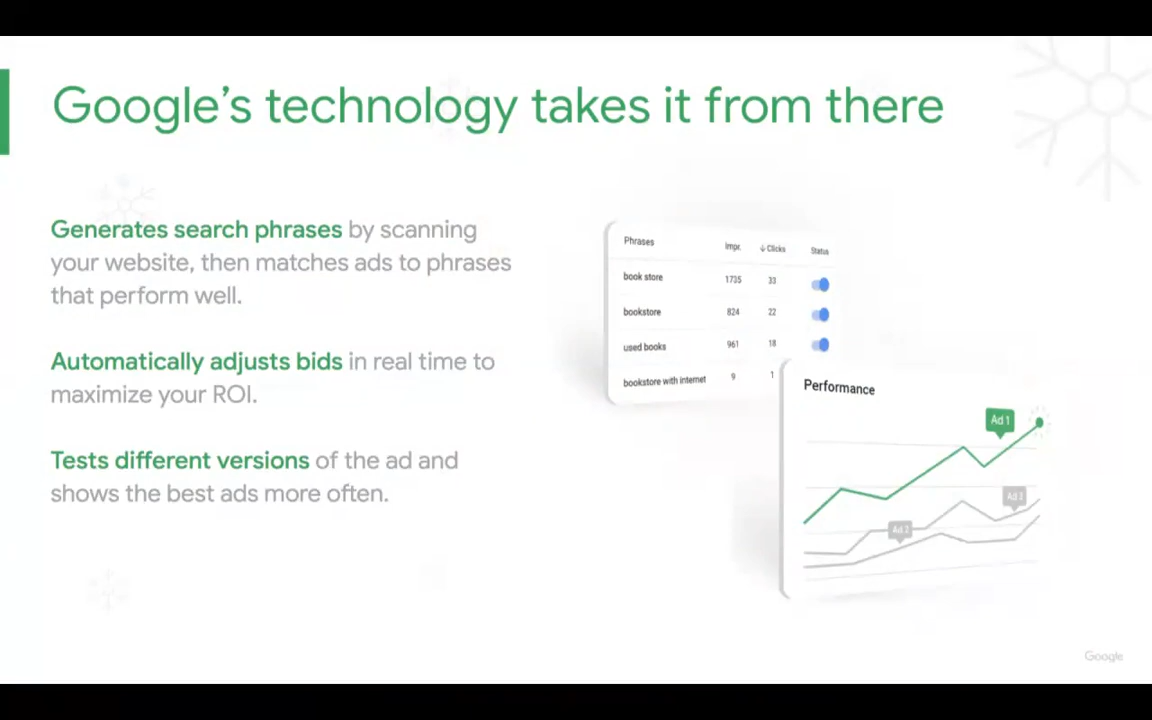 Google's technology takes it from there
Generates search phrases by scanning
your website, then matches ads to phrases
that perform well.
Automatically adjusts bids in real time to
maximize your ROI.
Tests different versions of the ad and
shows the best ads more often.
Phrases Impr. ↓ Clicks Status
book store 1735 33
bookstore 824 22
used books 961 18
bookstore with internet 9 1
Performance
Ad 1
Ad 3
Ad 2
Google